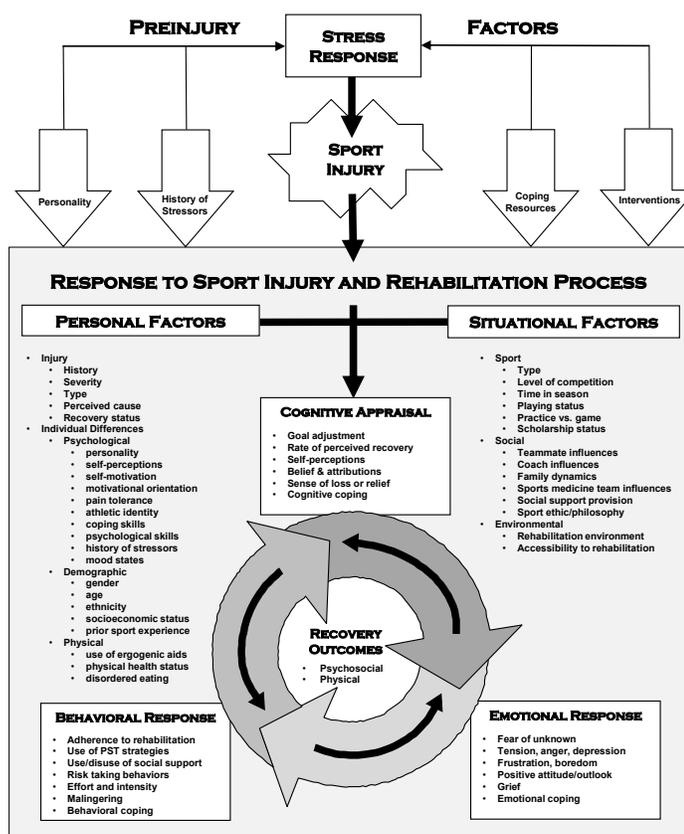 PREINJURY
FACTORS
STRESS
RESPONSE
SPORT
INJURY
Personality
History of
Stressors
Coping
Resources
Interventions
RESPONSE TO SPORT INJURY AND REHABILITATION PROCESS
PERSONAL FACTORS
• Injury
• History
• Severity
• Type
• Perceived cause
• Recovery status
• Individual Differences
• Psychological
• personality
• self-perceptions
• self-motivation
• motivational orientation
• pain tolerance
• athletic identity
• coping skills
• psychological skills
• history of stressors
• mood states
• Demographic
• gender
• age
• ethnicity
• socioeconomic status
• prior sport experience
• Physical
• use of ergogenic aids
• physical health status
• disordered eating
SITUATIONAL FACTORS
• Sport
• Type
• Level of competition
• Time in season
• Playing status
• Practice vs. game
• Scholarship status
• Social
• Teammate influences
• Coach influences
• Family dynamics
• Sports medicine team influences
• Social support provision
• Sport ethic/philosophy
• Environmental
• Rehabilitation environment
• Accessibility to rehabilitation
COGNITIVE APPRAISAL
• Goal adjustment
• Rate of perceived recovery
• Self-perceptions
• Belief & attributions
• Sense of loss or relief
• Cognitive coping
RECOVERY
OUTCOMES
• Psychosocial
• Physical
BEHAVIORAL RESPONSE
• Adherence to rehabilitation
• Use of PST strategies
• Use/disuse of social support
• Risk taking behaviors
• Effort and intensity
• Malingering
• Behavioral coping
EMOTIONAL RESPONSE
• Fear of unknown
• Tension, anger, depression
• Frustration, boredom
• Positive attitude/outlook
• Grief
• Emotional coping